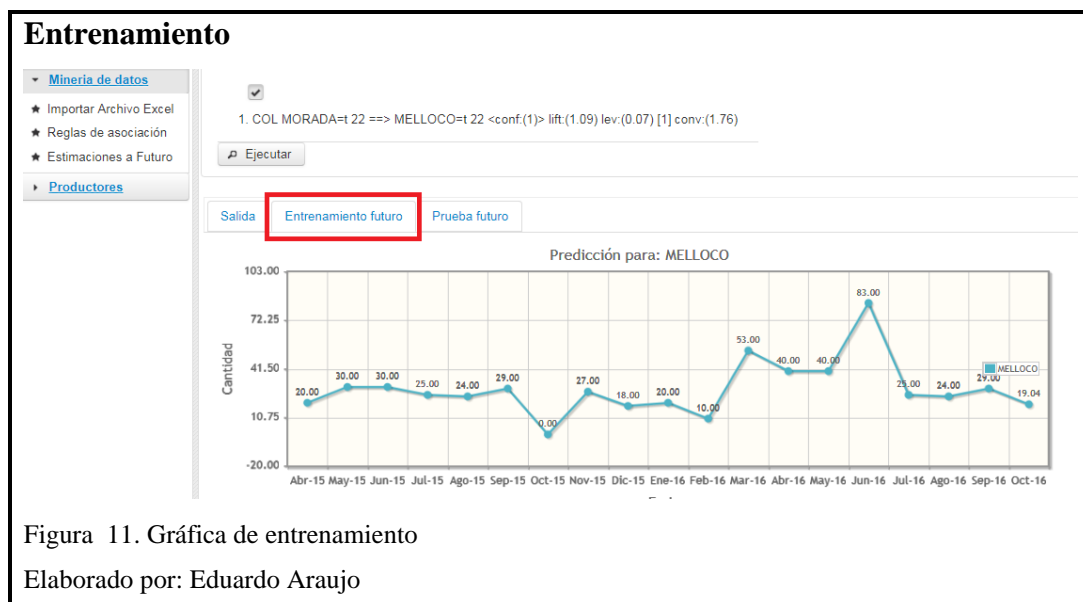 Entrenamiento
Mineria de datos
Importar Archivo Excel
Reglas de asociación
Estimaciones a Futuro
Productores
1. COL MORADA=t 22 ==> MELLOCO=t 22 <conf:(1)> lift:(1.09) lev:(0.07) [1] conv:(1.76)
Ejecutar
Salida Entrenamiento futuro Prueba futuro
Predicción para: MELLOCO
Cantidad
103.00
72.25
41.50
10.75
-20.00
20.00 30.00 30.00 25.00 24.00 29.00 0.00 27.00 18.00 20.00 10.00 53.00 40.00 40.00 83.00 25.00 24.00 29.00 19.04
MELLOCO
Abr-15 May-15 Jun-15 Jul-15 Ago-15 Sep-15 Oct-15 Nov-15 Dic-15 Ene-16 Feb-16 Mar-16 Abr-16 May-16 Jun-16 Jul-16 Ago-16 Sep-16 Oct-16
Figura 11. Gráfica de entrenamiento
Elaborado por: Eduardo Araujo